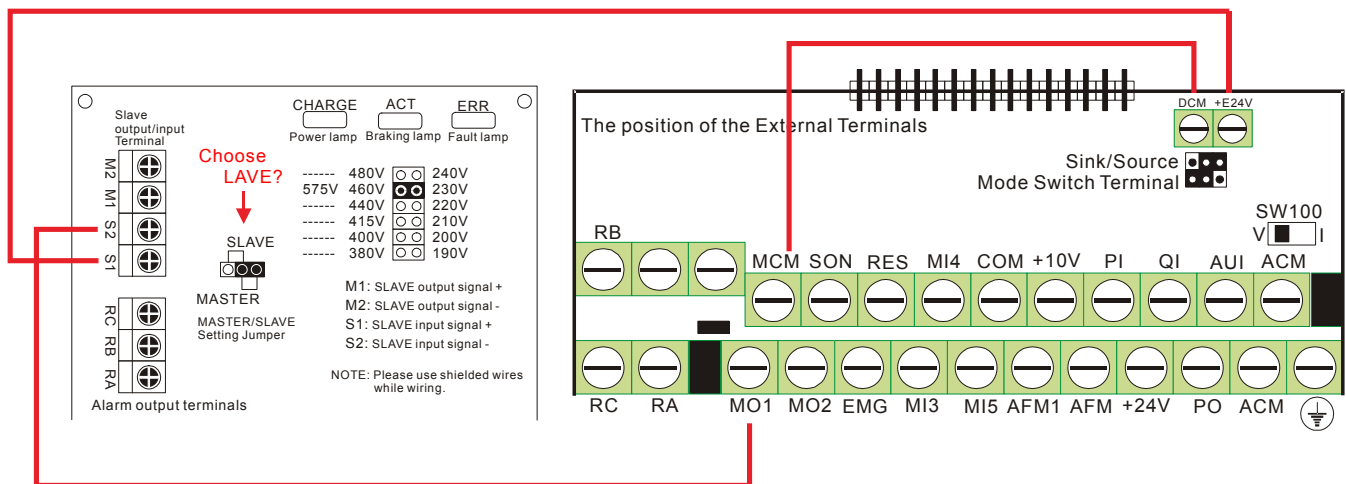 Slave
output/input
Terminal
M2
M1
S2
S1
Choose
LAVE?
SLAVE
MASTER
MASTER/SLAVE
Setting Jumper
RC
RB
RA
Alarm output terminals
CHARGE ACT ERR
Power lamp Braking lamp Fault lamp
------ 480V 240V
575V 460V 230V
------ 440V 220V
------ 415V 210V
------ 400V 200V
------ 380V 190V
M1: SLAVE output signal +
M2: SLAVE output signal -
S1: SLAVE input signal +
S2: SLAVE input signal -
NOTE: Please use shielded wires
while wiring.
The position of the External Terminals
DCM +E24V
Sink/Source
Mode Switch Terminal
SW100
V I
RB
MCM SON RES MI4 COM +10V PI QI AUI ACM
RC RA MO1 MO2 EMG MI3 MI5 AFM1 AFM +24V PO ACM